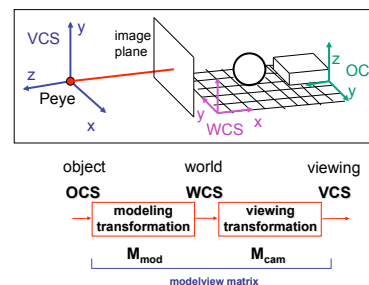 VCS
y
z
Peye
x
image
plane
z
OC
y
y
WCS
x
object
world
viewing
OCS
WCS
VCS
modeling
transformation
viewing
transformation
Mmod
Mcam
modelview matrix